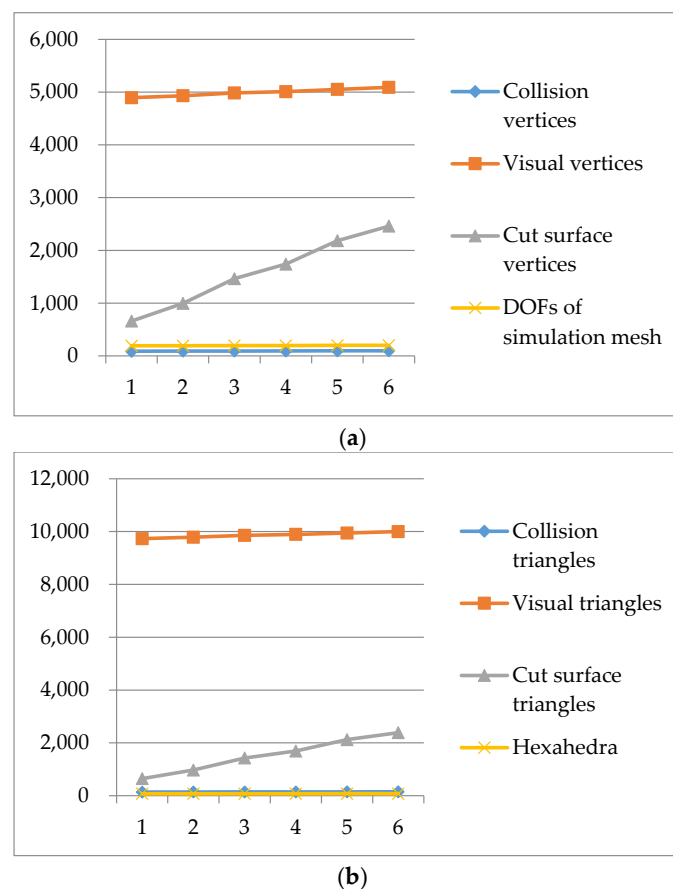 6,000
5,000
4,000
3,000
2,000
1,000
0
1 2 3 4 5 6
Collision
vertices
Visual vertices
Cut surface
vertices
DOFs of
simulation mesh
(a)
12,000
10,000
8,000
6,000
4,000
2,000
0
1 2 3 4 5 6
Collision
triangles
Visual triangles
Cut surface
triangles
Hexahedra
(b)